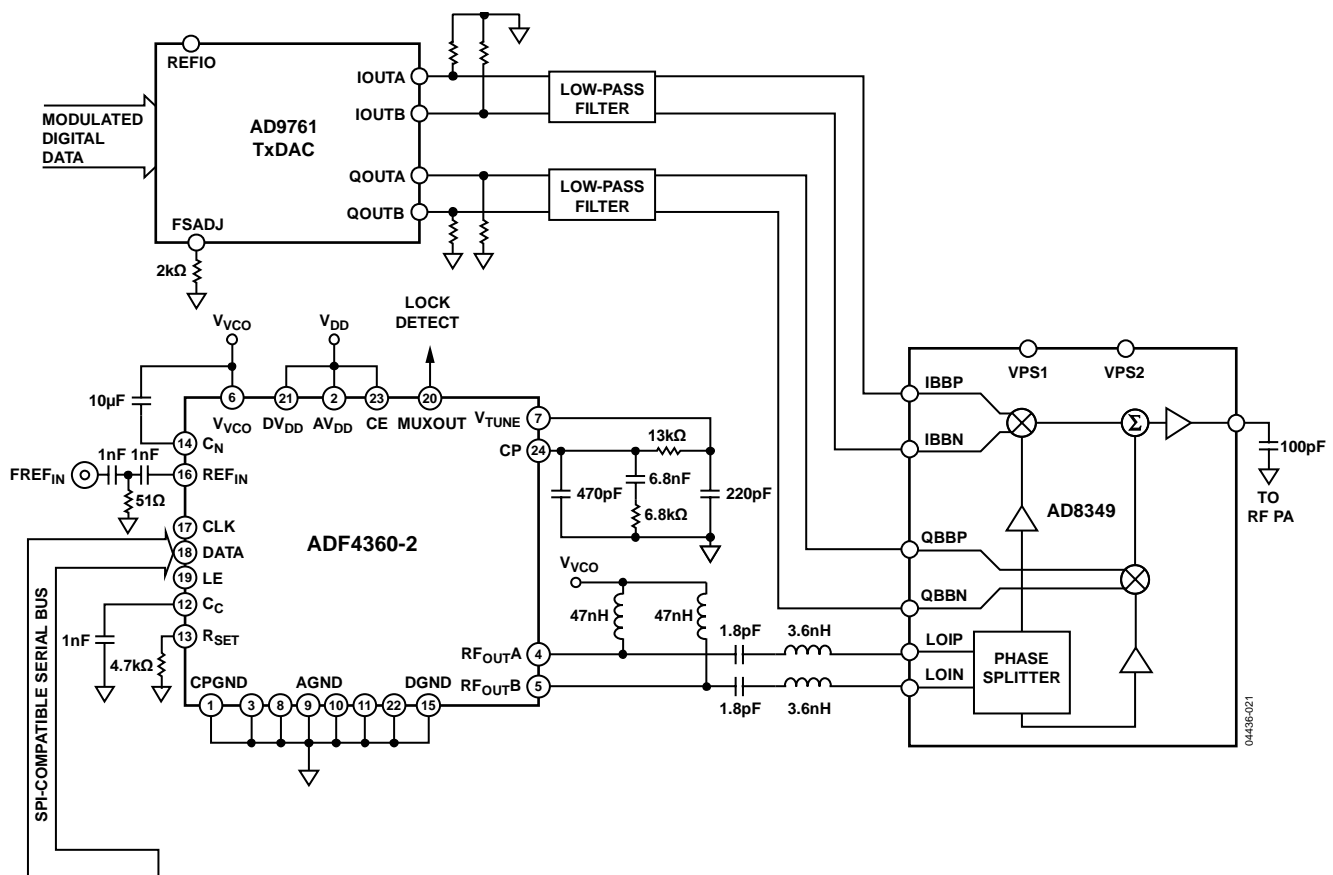 REFIO
MODULATED
DIGITAL
DATA
AD9761
TxDAC
IOUTA
IOUTB
QOUTA
QOUTB
FSADJ
2kΩ
LOW-PASS
FILTER
LOW-PASS
FILTER
LOCK
DETECT
VVCO
VDD
10µF
6
21
2
23
20
VVCO
DVDD
AVDD
CE
MUXOUT
VTUNE
7
14
CN
CP
24
13kΩ
FREFIN
1nF
1nF
16
REFIN
51Ω
470pF
6.8nF
6.8kΩ
220pF
17
CLK
18
DATA
19
LE
ADF4360-2
12
CC
1nF
13
RSET
4.7kΩ
VVCO
47nH
47nH
RFOUTA
4
1.8pF
3.6nH
RFOUTB
5
1.8pF
3.6nH
CPGND
AGND
DGND
1
3
8
9
10
11
22
15
SPI-COMPATIBLE SERIAL BUS
VPS1
VPS2
IBBP
IBBN
Σ
100pF
TO
RF PA
AD8349
QBBP
QBBN
LOIP
LOIN
PHASE
SPLITTER
04436-021